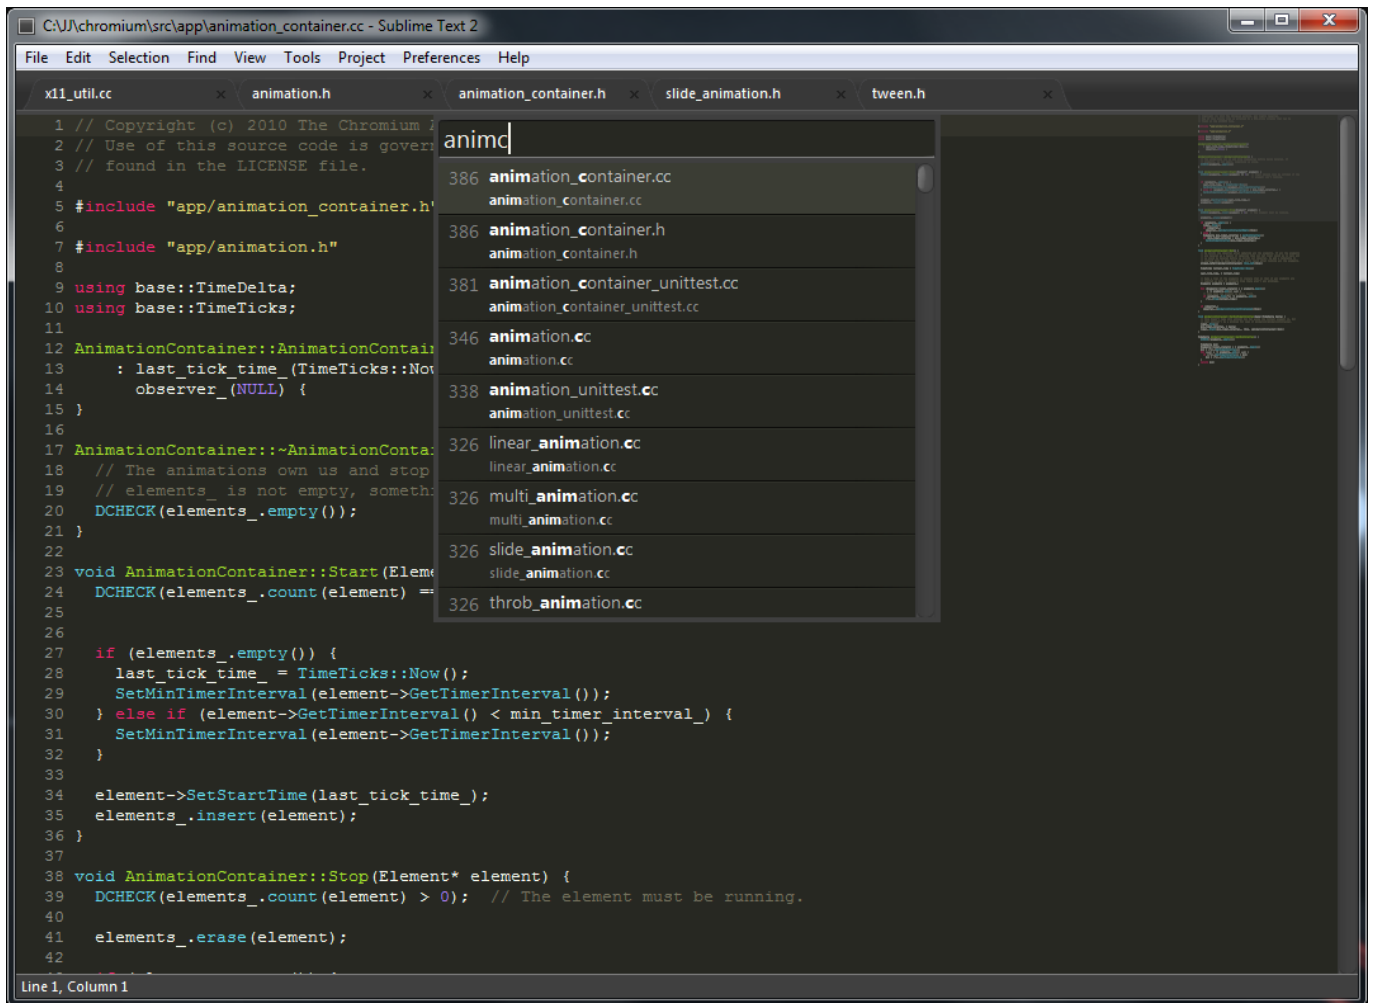 C:\JJ\chromium\src\app\animation_container.cc - Sublime Text 2
File Edit Selection Find View Tools Project Preferences Help
x11_util.cc × animation.h × animation_container.h × slide_animation.h × tween.h ×
animc
386 animation_container.cc
animation_container.cc
386 animation_container.h
animation_container.h
381 animation_container_unittest.cc
animation_container_unittest.cc
346 animation.cc
animation.cc
338 animation_unittest.cc
animation_unittest.cc
326 linear_animation.cc
linear_animation.cc
326 multi_animation.cc
multi_animation.cc
326 slide_animation.cc
slide_animation.cc
326 throb_animation.cc
1 // Copyright (c) 2010 The Chromium
2 // Use of this source code is govern
3 // found in the LICENSE file.
4
5 #include "app/animation_container.h"
6
7 #include "app/animation.h"
8
9 using base::TimeDelta;
10 using base::TimeTicks;
11
12 AnimationContainer::AnimationContain
13 : last_tick_time_(TimeTicks::Now
14 observer_(NULL) {
15 }
16
17 AnimationContainer::~AnimationContai
18 // The animations own us and stop
19 // elements_ is not empty, somethi
20 DCHECK(elements_.empty());
21 }
22
23 void AnimationContainer::Start(Eleme
24 DCHECK(elements_.count(element) ==
25
26
27 if (elements_.empty()) {
28 last_tick_time_ = TimeTicks::Now();
29 SetMinTimerInterval(element->GetTimerInterval());
30 } else if (element->GetTimerInterval() < min_timer_interval_) {
31 SetMinTimerInterval(element->GetTimerInterval());
32 }
33
34 element->SetStartTime(last_tick_time_);
35 elements_.insert(element);
36 }
37
38 void AnimationContainer::Stop(Element* element) {
39 DCHECK(elements_.count(element) > 0); // The element must be running.
40
41 elements_.erase(element);
42
Line 1, Column 1